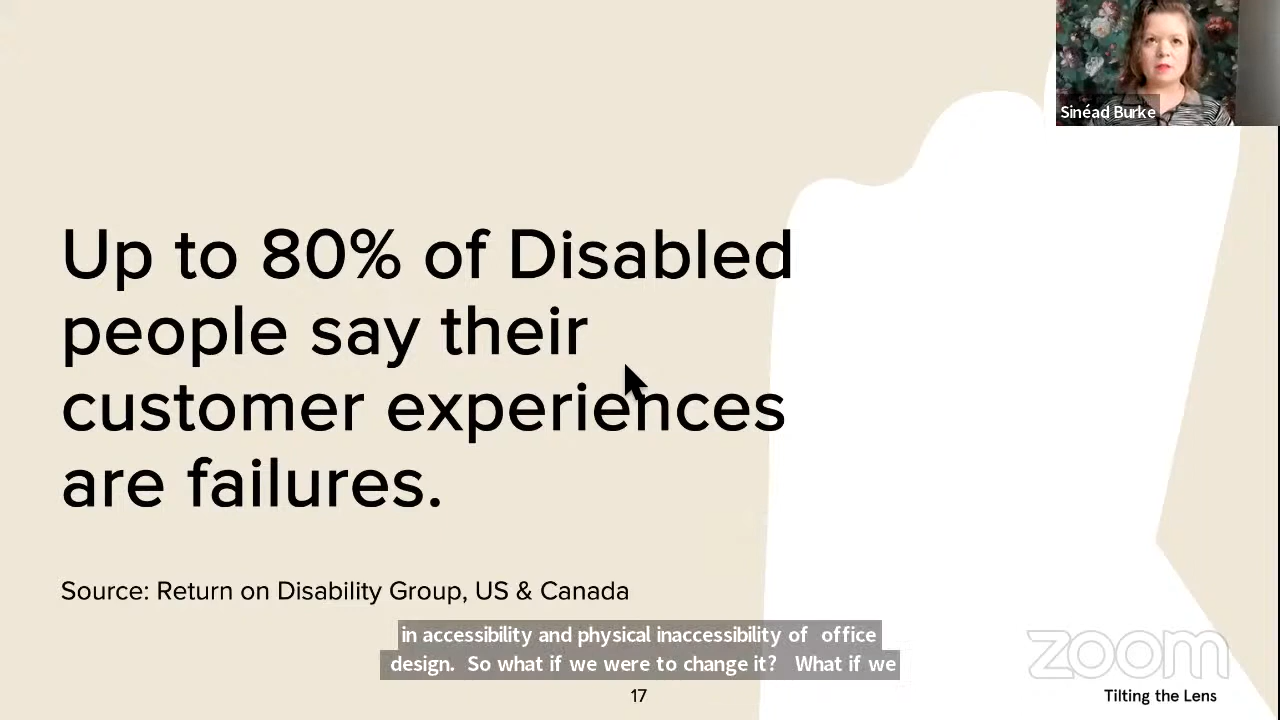 Sinéad Burke
Up to 80% of Disabled
people say their
customer experiences
are failures.
Source: Return on Disability Group, US & Canada
in accessibility and physical inaccessibility of office
design. So what if we were to change it? What if we
zoom
17
Tilting the Lens